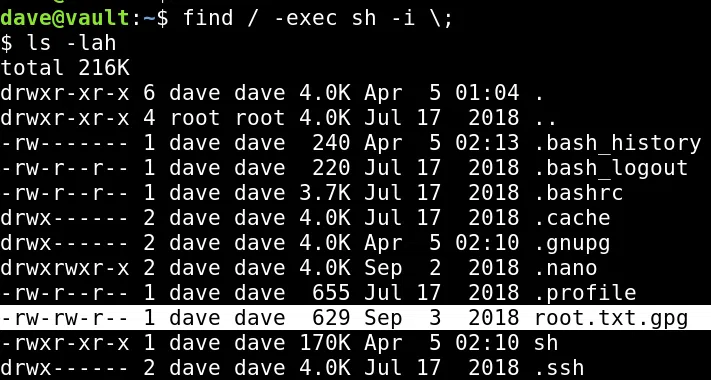 dave@vault:~$ find / -exec sh -i \;
$ ls -lah
total 216K
drwxr-xr-x 6 dave dave 4.0K Apr  5 01:04 .
drwxr-xr-x 4 root root 4.0K Jul 17  2018 ..
-rw------- 1 dave dave  240 Apr  5 02:13 .bash_history
-rw-r--r-- 1 dave dave  220 Jul 17  2018 .bash_logout
-rw-r--r-- 1 dave dave 3.7K Jul 17  2018 .bashrc
drwx------ 2 dave dave 4.0K Jul 17  2018 .cache
drwx------ 2 dave dave 4.0K Apr  5 02:10 .gnupg
drwxrwxr-x 2 dave dave 4.0K Sep  2  2018 .nano
-rw-r--r-- 1 dave dave  655 Jul 17  2018 .profile
-rw-rw-r-- 1 dave dave  629 Sep  3  2018 root.txt.gpg
-rwxr-xr-x 1 dave dave 170K Apr  5 02:10 sh
drwx------ 2 dave dave 4.0K Jul 17  2018 .ssh